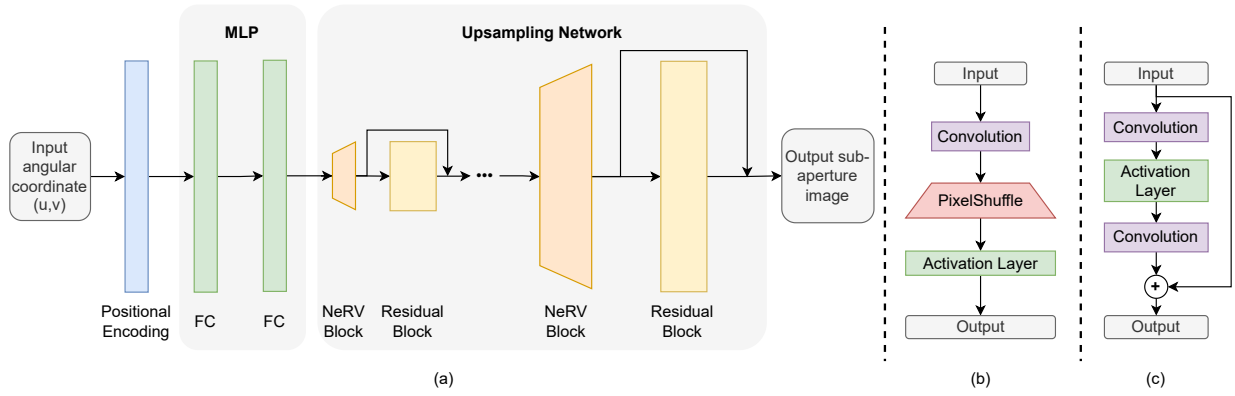 MLP
Upsampling Network
Input
angular
coordinate
(u,v)
Output sub-
aperture
image
Positional
Encoding
FC
FC
NeRV
Block
Residual
Block
NeRV
Block
Residual
Block
(a)
Input
Convolution
PixelShuffle
Activation Layer
Output
(b)
Input
Convolution
Activation
Layer
Convolution
+
Output
(c)